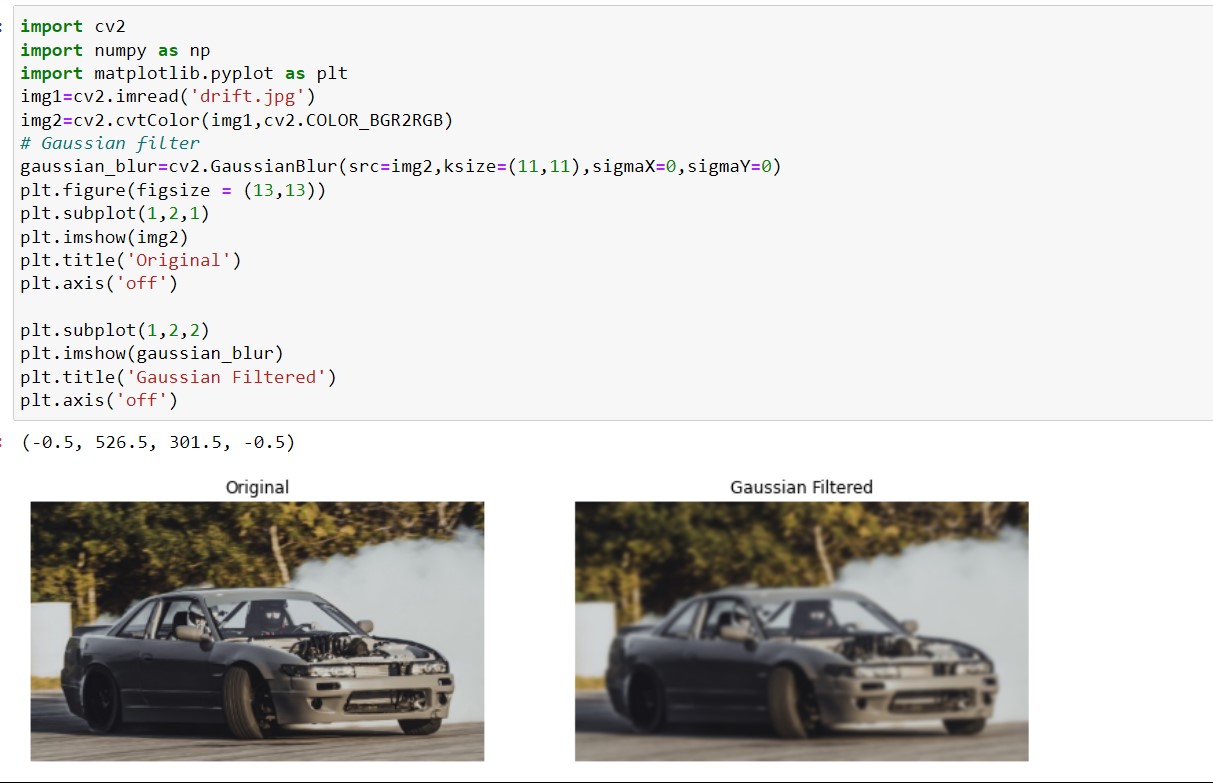 import cv2
import numpy as np
import matplotlib.pyplot as plt
img1=cv2.imread('drift.jpg')
img2=cv2.cvtColor(img1,cv2.COLOR_BGR2RGB)
# Gaussian filter
gaussian_blur=cv2.GaussianBlur(src=img2,ksize=(11,11),sigmaX=0,sigmaY=0)
plt.figure(figsize = (13,13))
plt.subplot(1,2,1)
plt.imshow(img2)
plt.title('Original')
plt.axis('off')
plt.subplot(1,2,2)
plt.imshow(gaussian_blur)
plt.title('Gaussian Filtered')
plt.axis('off')
(-0.5, 526.5, 301.5, -0.5)
Original
Gaussian Filtered